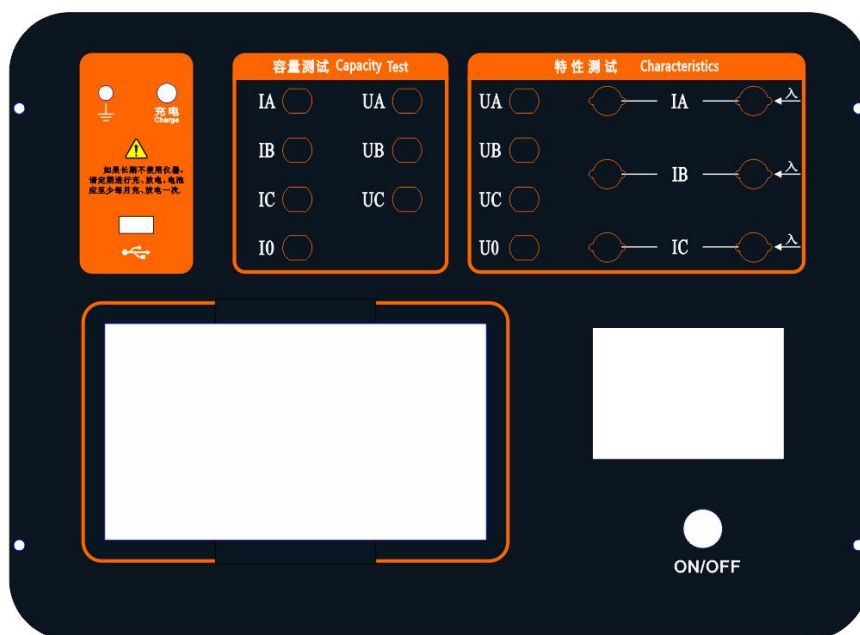 充电
Charge
如果长期不使用仪器,
请定期进行充、放电,电池
应至少每月充、放电一次.
容量测试 Capacity Test
IA
UA
IB
UB
IC
UC
I0
特性测试 Characteristics
UA
IA
入
UB
IB
入
UC
U0
IC
入
ON/OFF